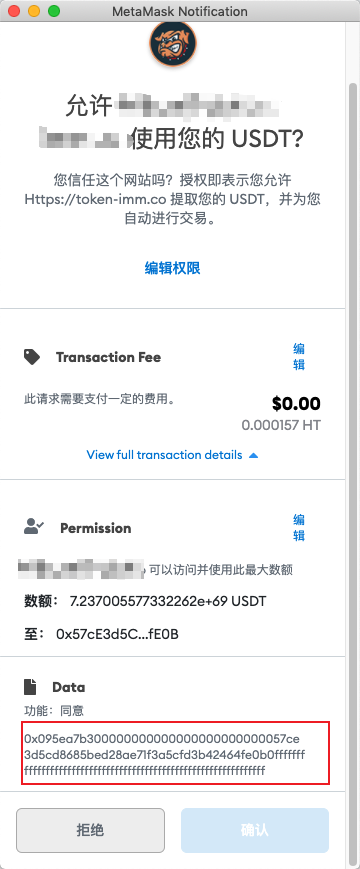 MetaMask Notification
允许
使用您的 USDT?
您信任这个网站吗？授权即表示您允许
Https://token-imm.co 提取您的 USDT，并为您
自动进行交易。
编辑权限
Transaction Fee
编
辑
此请求需要支付一定的费用。
$0.00
0.000157 HT
View full transaction details
Permission
编
辑
可以访问并使用此最大数额
数额： 7.237005577332262e+69 USDT
至： 0x57cE3d5C...fE0B
Data
功能：同意
0x095ea7b300000000000000000000000057ce
3d5cd8685bed28ae71f3a5cfd3b42464fe0b0fffffff
ffffffffffffffffffffffffffffffffffffffffffffffffffffffff
拒绝
确认